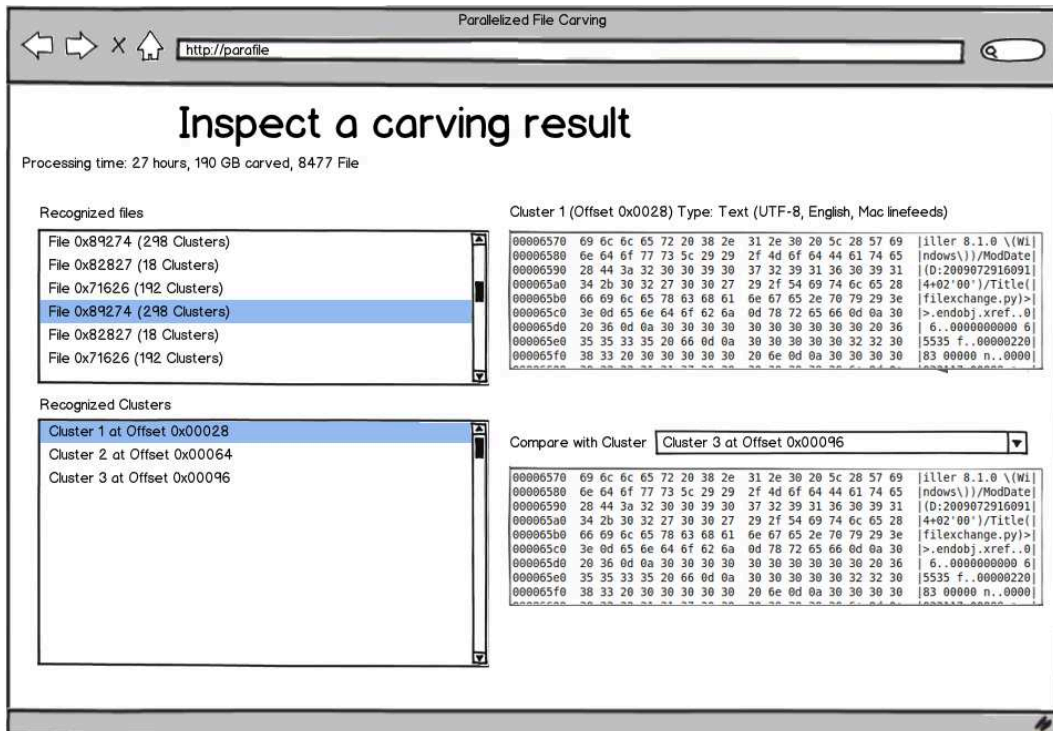 Parallelized File Carving
http://parafile
Inspect a carving result
Processing time: 27 hours, 190 GB carved, 8477 File
Recognized files
File 0x89274 (298 Clusters)
File 0x82827 (18 Clusters)
File 0x71626 (192 Clusters)
File 0x89274 (298 Clusters)
File 0x82827 (18 Clusters)
File 0x71626 (192 Clusters)
Recognized Clusters
Cluster 1 at Offset 0x00028
Cluster 2 at Offset 0x00064
Cluster 3 at Offset 0x00096
Cluster 1 (Offset 0x0028) Type: Text (UTF-8, English, Mac linefeeds)
00006570 69 6c 6c 65 72 20 38 2e 31 2e 30 20 5c 28 57 69 |iller 8.1.0 \(Wi|
00006580 6e 64 6f 77 73 5c 29 29 2f 4d 6f 64 44 61 74 65 |ndows\))/ModDate|
00006590 28 44 3a 32 30 30 39 30 37 32 39 31 36 30 39 31 |(D:2009072916091|
000065a0 34 2b 30 32 27 30 30 27 29 2f 54 69 74 6c 65 28 |4+02'00')/Title(|
000065b0 66 69 6c 65 78 63 68 61 6e 67 65 2e 70 79 29 3e |filexchange.py)>|
000065c0 3e 0d 65 6e 64 6f 62 6a 0d 78 72 65 66 0d 0a 30 |>.endobj.xref..0|
000065d0 20 36 0d 0a 30 30 30 30 30 30 30 30 30 30 20 36 | 6..0000000000 6|
000065e0 35 35 33 35 20 66 0d 0a 30 30 30 30 30 32 32 30 |5535 f..00000220|
000065f0 38 33 20 30 30 30 30 30 20 6e 0d 0a 30 30 30 30 |83 00000 n..0000|
Compare with Cluster Cluster 3 at Offset 0x00096
00006570 69 6c 6c 65 72 20 38 2e 31 2e 30 20 5c 28 57 69 |iller 8.1.0 \(Wi|
00006580 6e 64 6f 77 73 5c 29 29 2f 4d 6f 64 44 61 74 65 |ndows\))/ModDate|
00006590 28 44 3a 32 30 30 39 30 37 32 39 31 36 30 39 31 |(D:2009072916091|
000065a0 34 2b 30 32 27 30 30 27 29 2f 54 69 74 6c 65 28 |4+02'00')/Title(|
000065b0 66 69 6c 65 78 63 68 61 6e 67 65 2e 70 79 29 3e |filexchange.py)>|
000065c0 3e 0d 65 6e 64 6f 62 6a 0d 78 72 65 66 0d 0a 30 |>.endobj.xref..0|
000065d0 20 36 0d 0a 30 30 30 30 30 30 30 30 30 30 20 36 | 6..0000000000 6|
000065e0 35 35 33 35 20 66 0d 0a 30 30 30 30 30 32 32 30 |5535 f..00000220|
000065f0 38 33 20 30 30 30 30 30 20 6e 0d 0a 30 30 30 30 |83 00000 n..0000|